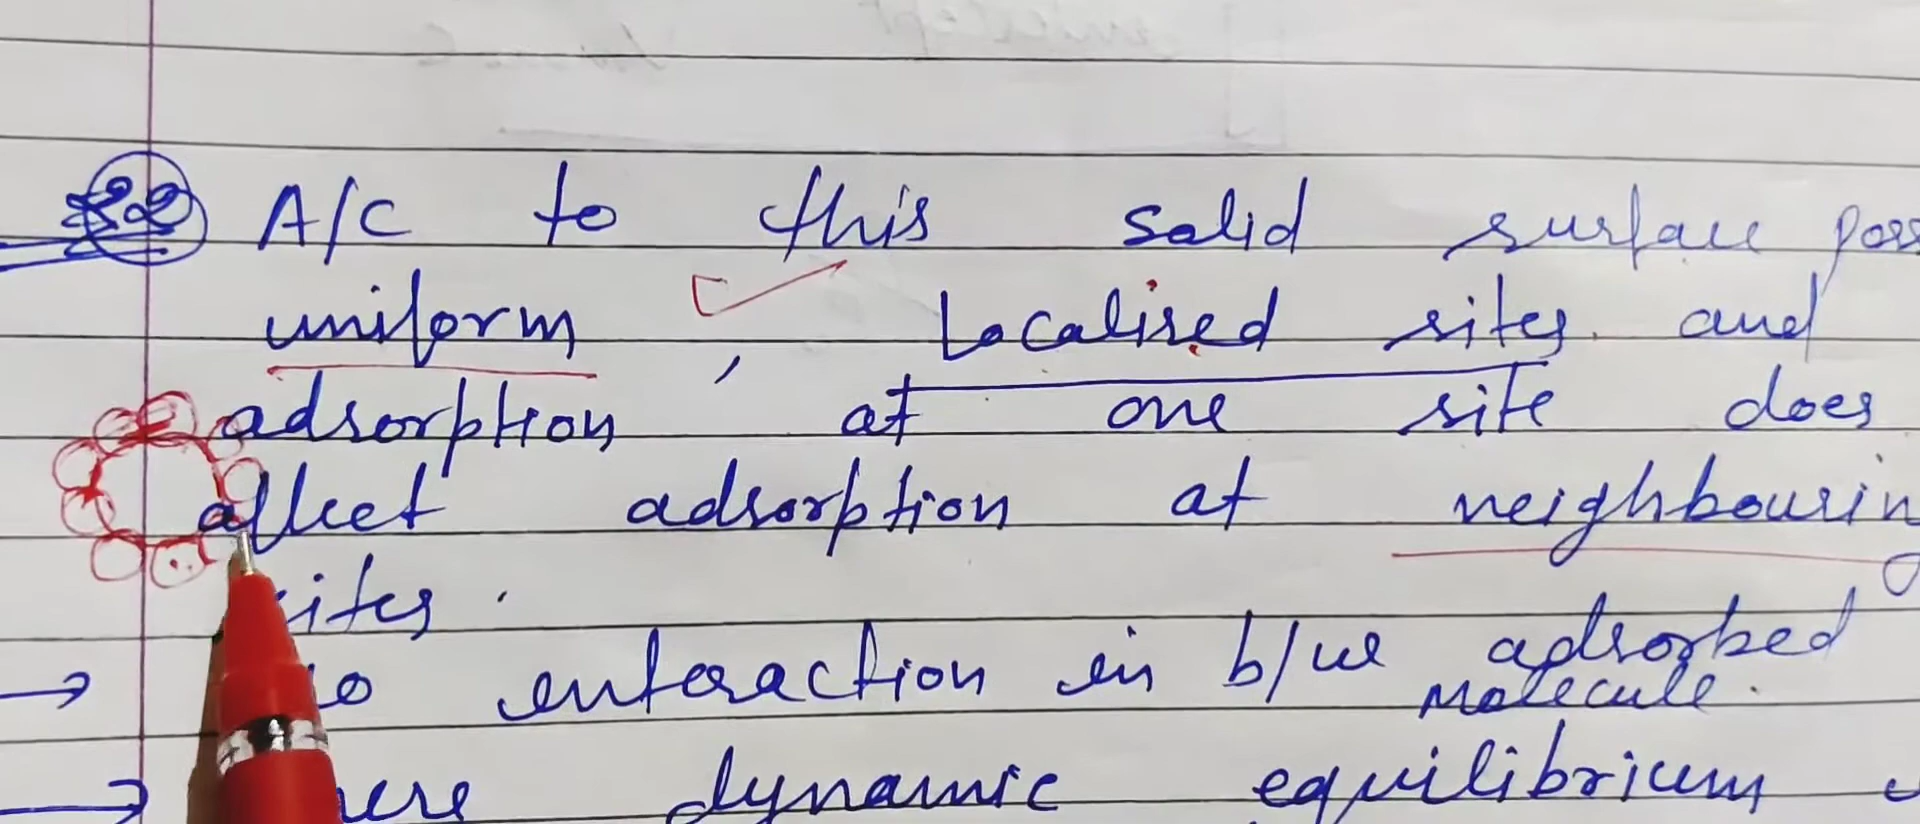 A/C to this solid surface poss
uniform, Localised sites and
adsorption at one site does
affect adsorption at neighbourin
sites.
→ interaction in b/w adsorbed
molecule.
→ dynamic equilibrium